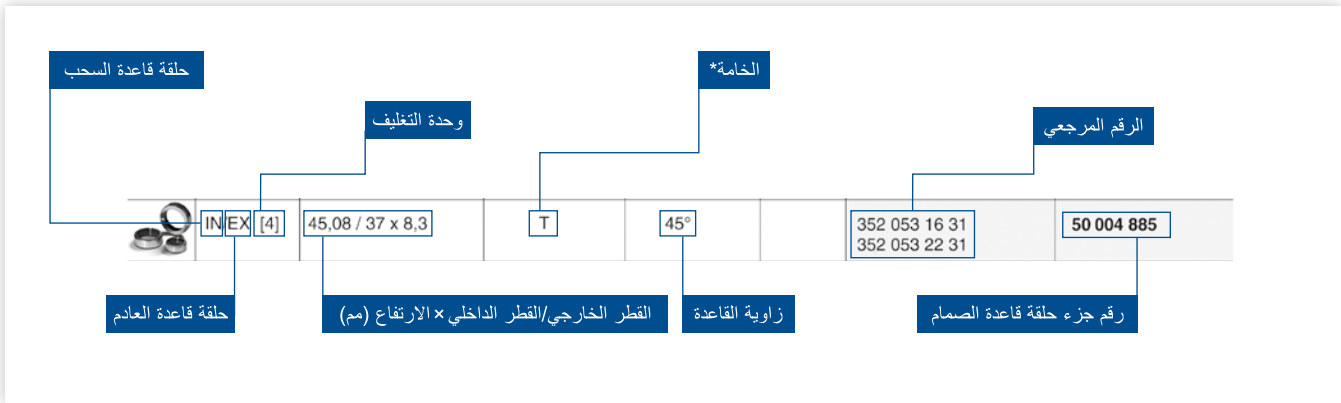 حلقة قاعدة السحب
الخامة*
وحدة التغليف
الرقم المرجعي
IN/EX [4] 45,08 / 37 x 8,3 T 45° 352 053 16 31 50 004 885
352 053 22 31
حلقة قاعدة العادم
القطر الخارجي/القطر الداخلي × الارتفاع (مم)
زاوية القاعدة
رقم جزء حلقة قاعدة الصمام